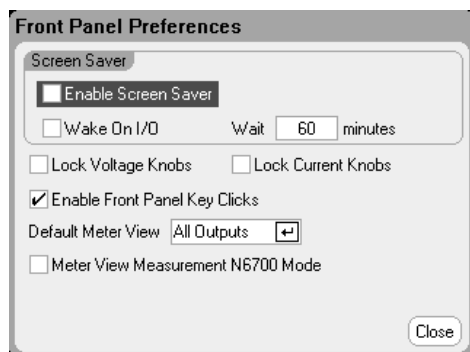 Front Panel Preferences
Screen Saver
Enable Screen Saver
Wake On I/O Wait 60 minutes
Lock Voltage Knobs Lock Current Knobs
Enable Front Panel Key Clicks
Default Meter View All Outputs
Meter View Measurement N6700 Mode
Close